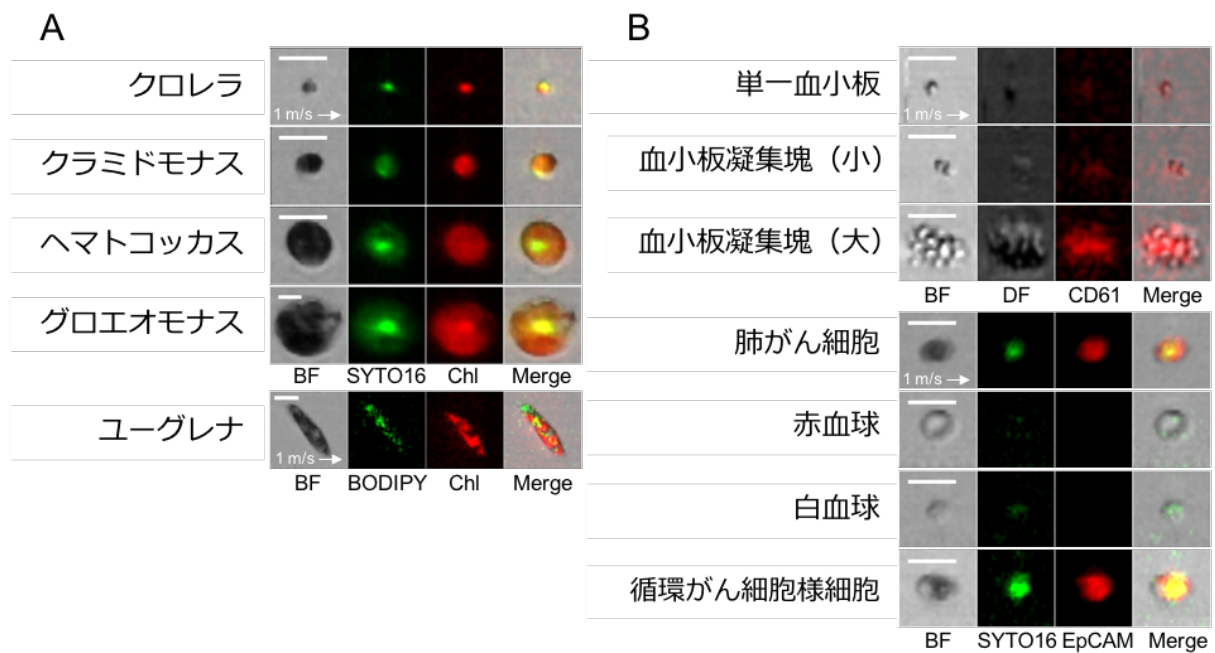 A
クロレラ
1 m/s →
クラミドモナス
ヘマトコッカス
グロエオモナス
BF SYTO16 Chl Merge
ユーグレナ
1 m/s →
BF BODIPY Chl Merge
B
単一血小板
1 m/s →
血小板凝集塊（小）
血小板凝集塊（大）
BF DF CD61 Merge
肺がん細胞
1 m/s →
赤血球
白血球
循環がん細胞様細胞
BF SYTO16 EpCAM Merge